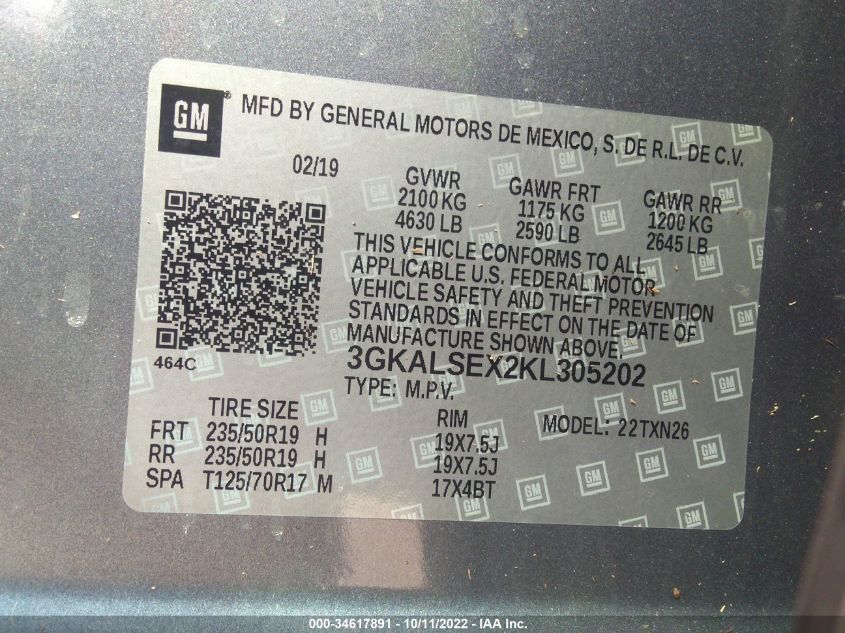 GM ® MFD BY GENERAL MOTORS DE MEXICO, S. DE R.L. DE C.V.
02/19 GVWR GAWR FRT GAWR RR
2100 KG 1175 KG 1200 KG
4630 LB 2590 LB 2645 LB
THIS VEHICLE CONFORMS TO ALL
APPLICABLE U.S. FEDERAL MOTOR
VEHICLE SAFETY AND THEFT PREVENTION
STANDARDS IN EFFECT ON THE DATE OF
MANUFACTURE SHOWN ABOVE.
464C 3GKALSEX2KL305202
TYPE: M.P.V.
TIRE SIZE RIM MODEL: 22TXN26
FRT 235/50R19 H 19X7.5J
RR 235/50R19 H 19X7.5J
SPA T125/70R17 M 17X4BT
000-34617891 - 10/11/2022 - IAA Inc.